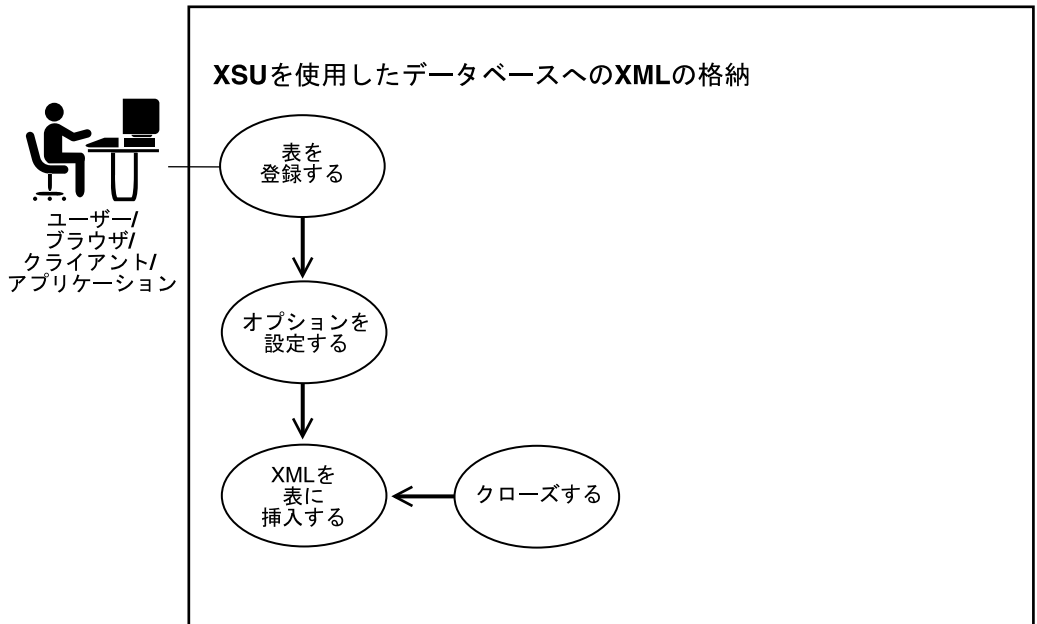 XSUを使用したデータベースへのXMLの格納
表を
登録する
ユーザー/
ブラウザ/
クライアント/
アプリケーション
オプションを
設定する
XMLを
表に
挿入する
クローズする